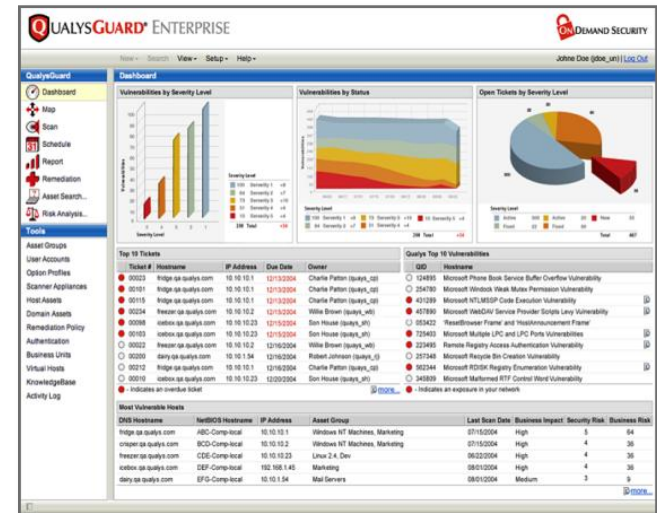 QUALYSGUARD® ENTERPRISE
ONDEMAND SECURITY
New Search View Setup Help
Johne Doe (jdoe_un) | Log Out
QualysGuard
Dashboard
Map
Scan
Schedule
Report
Remediation
Asset Search...
Risk Analysis...
Tools
Asset Groups
User Accounts
Option Profiles
Scanner Appliances
Host Assets
Domain Assets
Remediation Policy
Authentication
Business Units
Virtual Hosts
KnowledgeBase
Activity Log
Dashboard
Vulnerabilities by Severity Level
Vulnerabilities
Severity Level
Severity Level
Vulnerabilities by Status
Vulnerabilities
Severity Level
Open Tickets by Severity Level
Severity Level
Top 10 Tickets
Ticket # Hostname IP Address Due Date Owner
00023 fridge.qa.qualys.com 10.10.10.1 12/13/2004 Charlie Patton (quays_cp)
00101 fridge.qa.qualys.com 10.10.10.1 12/13/2004 Charlie Patton (quays_cp)
00115 fridge.qa.qualys.com 10.10.10.1 12/13/2004 Charlie Patton (quays_cp)
00234 freezer.qa.qualys.com 10.10.10.2 12/15/2004 Willie Brown (quays_wb)
00098 icebox.qa.qualys.com 10.10.10.23 12/15/2004 Son House (quays_sh)
00103 icebox.qa.qualys.com 10.10.10.23 12/15/2004 Son House (quays_sh)
00022 freezer.qa.qualys.com 10.10.10.2 12/16/2004 Willie Brown (quays_wb)
00200 dairy.qa.qualys.com 10.10.1.54 12/16/2004 Robert Johnson (quays_rj)
00212 fridge.qa.qualys.com 10.10.10.1 12/16/2004 Charlie Patton (quays_cp)
00010 icebox.qa.qualys.com 10.10.10.23 12/20/2004 Son House (quays_sh)
- Indicates an overdue ticket more...
Qualys Top 10 Vulnerabilities
QID Hostname
124895 Microsoft Phone Book Service Buffer Overflow Vulnerability
254780 Microsoft Windock Weak Mutex Permission Vulnerability
431289 Microsoft NTLMSSP Code Execution Vulnerability
457890 Microsoft WebDAV Service Provider Scripts Levy Vulnerability
053422 'ResetBrowser Frame' and 'HostAnnouncement Frame'
725403 Microsoft Multiple LPC and LPC Ports Vulnerabilities
223495 Remote Registry Access Authentication Vulnerability
257348 Microsoft Recycle Bin Creation Vulnerability
562344 Microsoft RDISK Registry Enumeration Vulnerability
345809 Microsoft Malformed RTF Control Word Vulnerability
- Indicates an exposure in your network more...
Most Vulnerable Hosts
DNS Hostname NetBIOS Hostname IP Address Asset Group Last Scan Date Business Impact Security Risk Business Risk
fridge.qa.qualys.com ABC-Comp-local 10.10.10.1 Windows NT Machines, Marketing 07/15/2004 High 5 64
crisper.qa.qualys.com BCD-Comp-local 10.10.10.2 Windows NT Machines, Marketing 07/15/2004 High 4 36
freezer.qa.qualys.com CDE-Comp-local 10.10.10.23 Linux 2.4, Dev 06/22/2004 High 4 36
icebox.qa.qualys.com DEF-Comp-local 192.168.1.45 Marketing 08/01/2004 High 4 36
dairy.qa.qualys.com EFG-Comp-local 10.10.1.54 Mail Servers 08/01/2004 Medium 3 9
more...